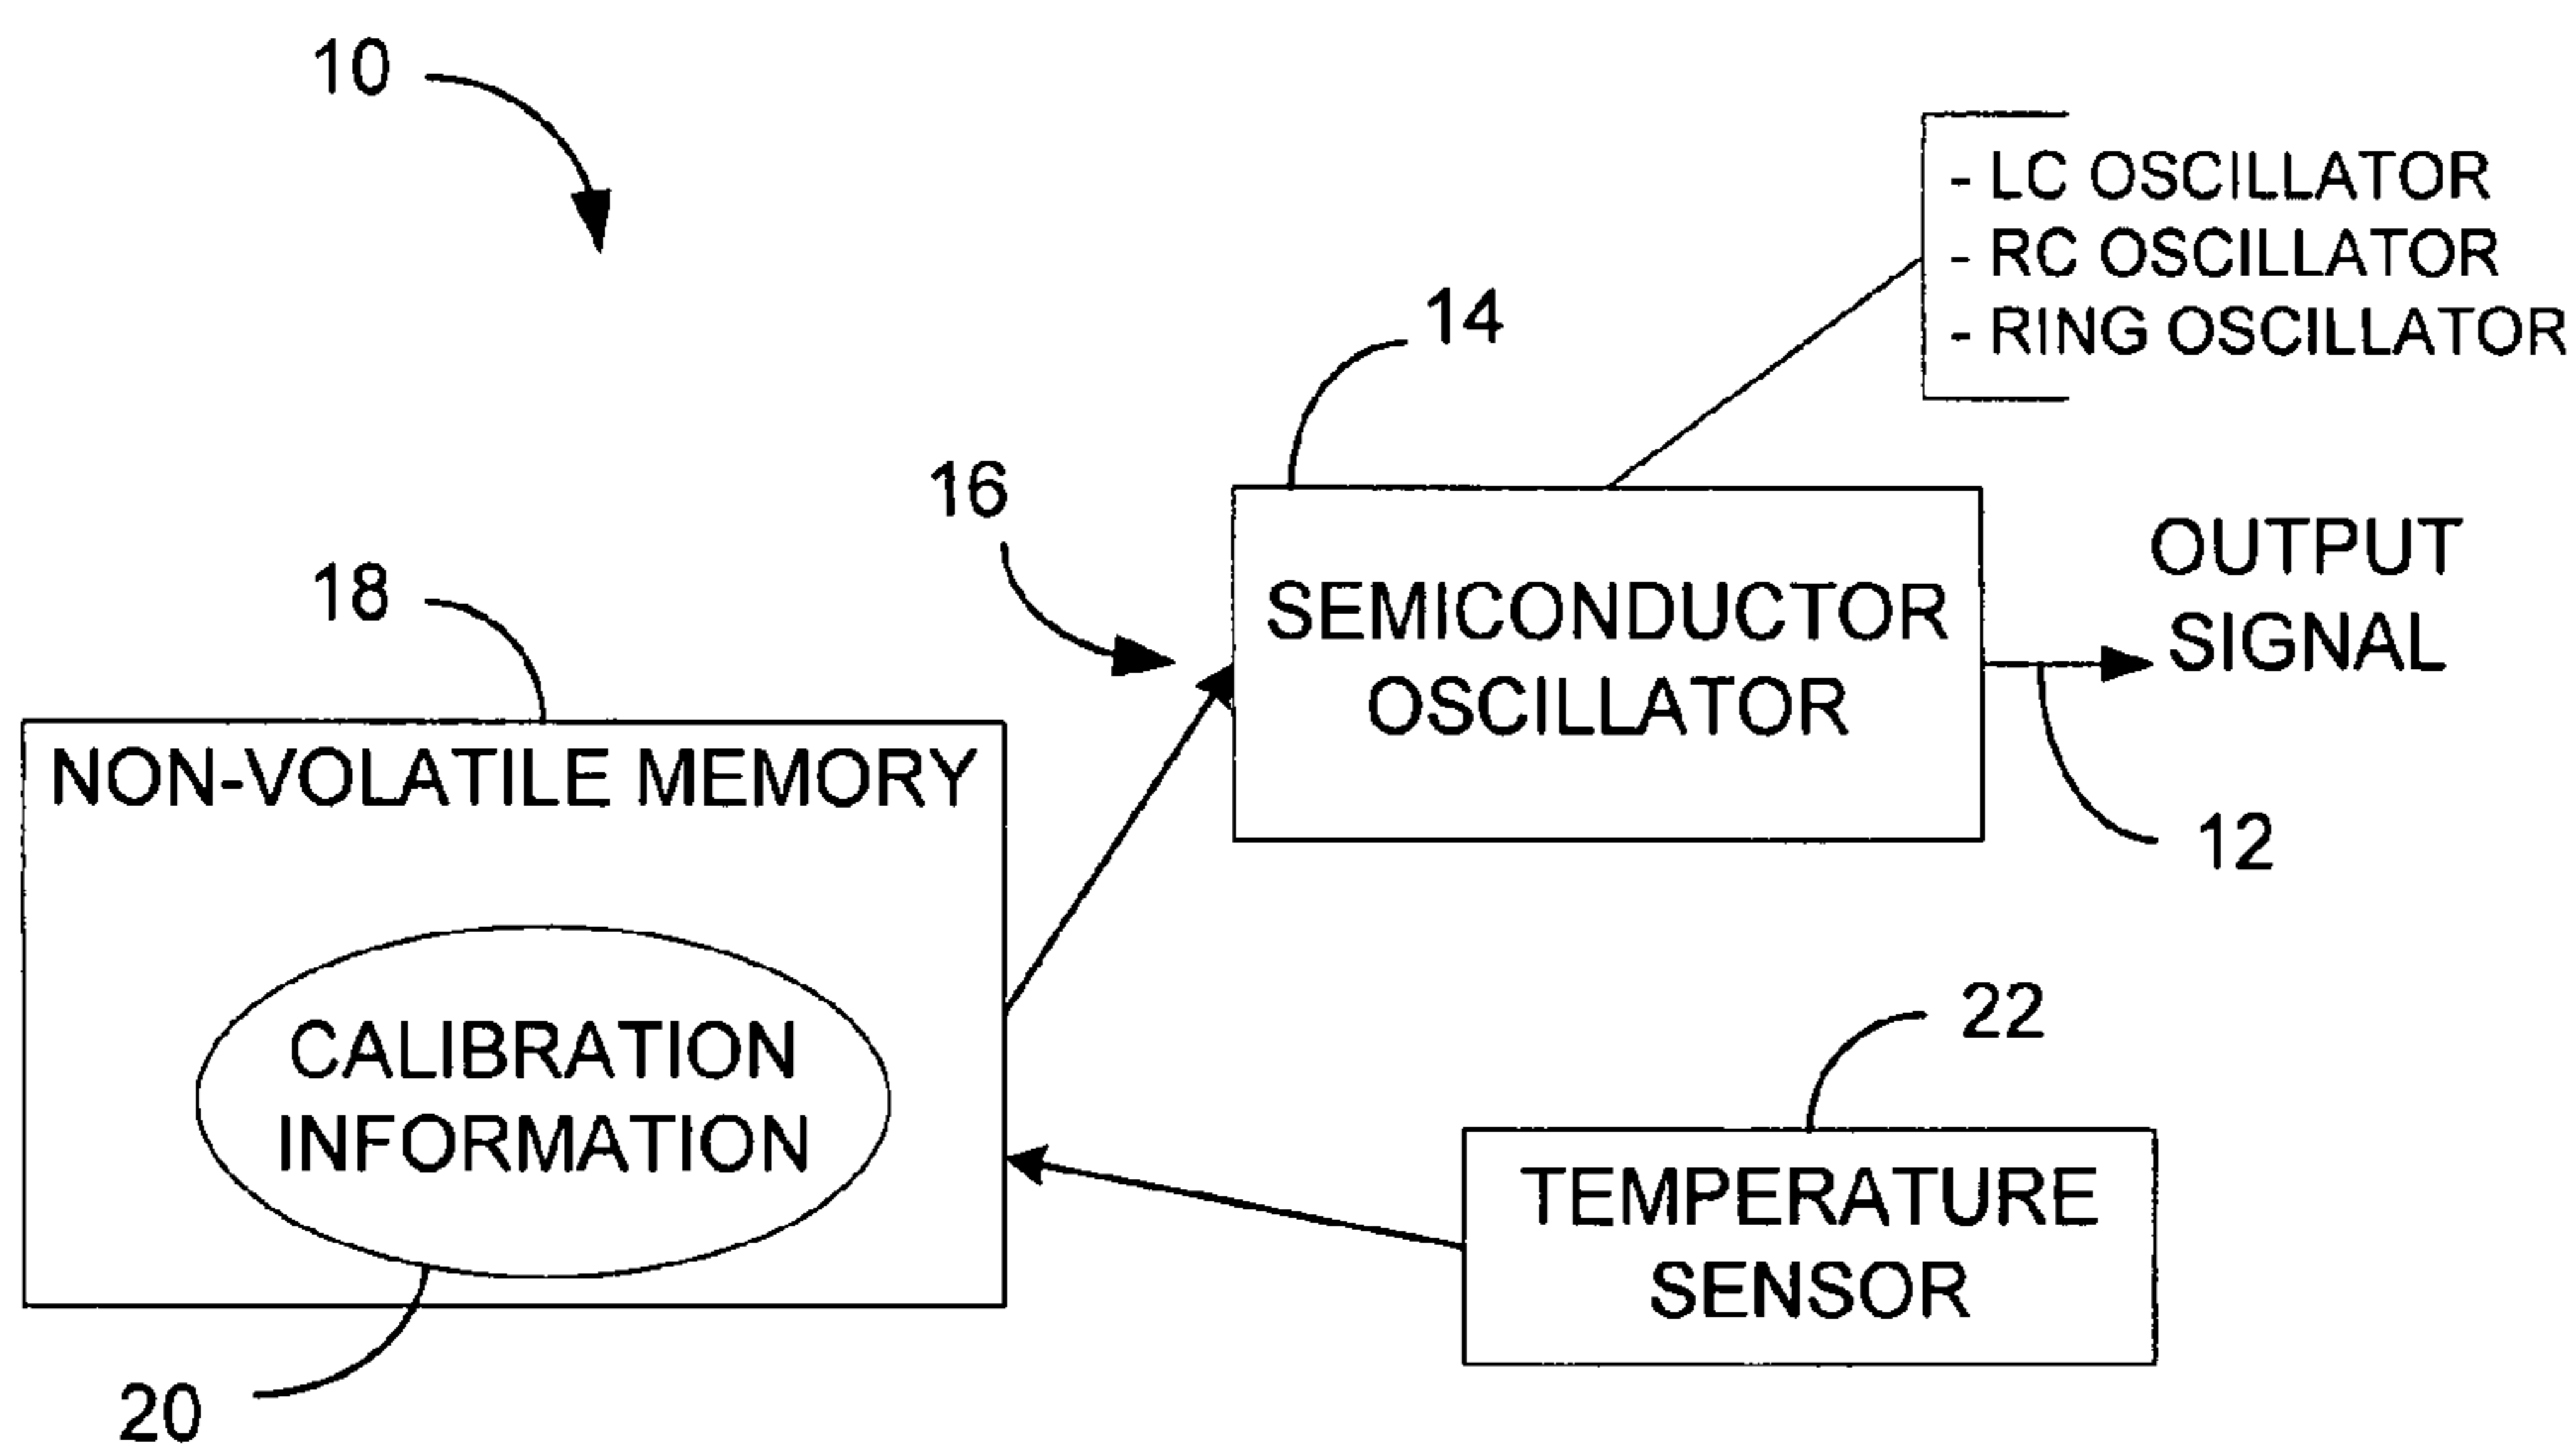 10
- LC OSCILLATOR
- RC OSCILLATOR
- RING OSCILLATOR
14
16
SEMICONDUCTOR
OSCILLATOR
OUTPUT
SIGNAL
12
18
NON-VOLATILE MEMORY
CALIBRATION
INFORMATION
20
22
TEMPERATURE
SENSOR